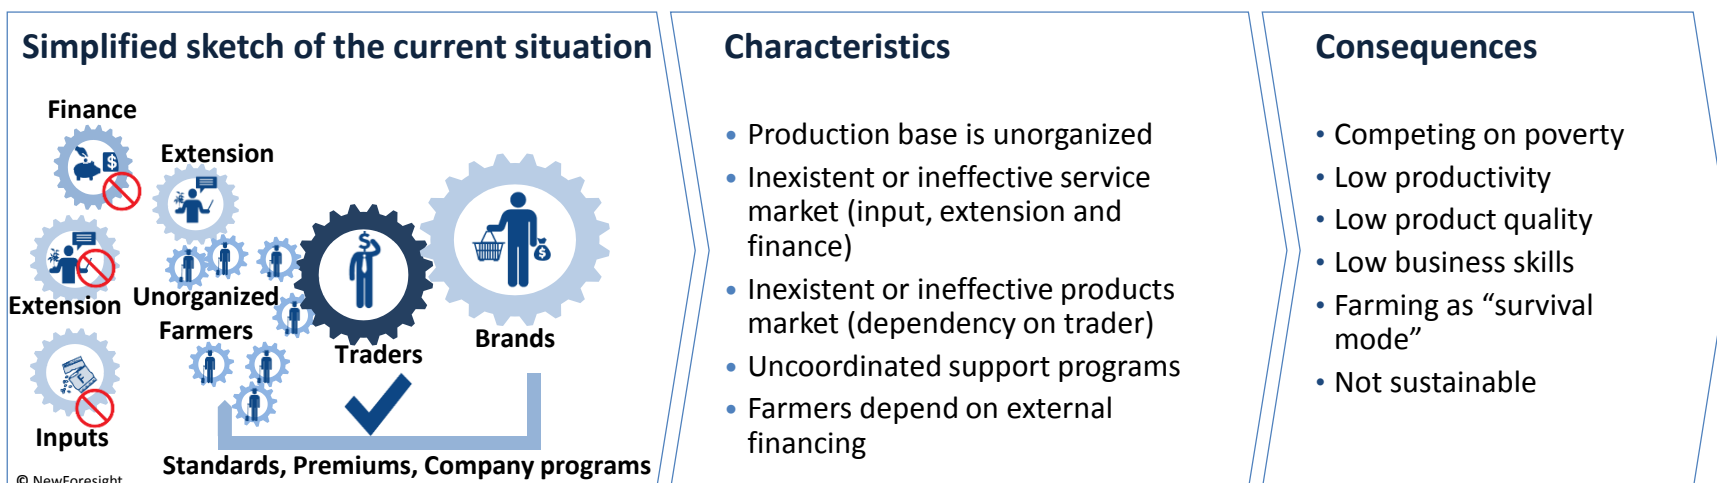 Simplified sketch of the current situation
Finance
Extension
Extension
Unorganized
Farmers
Traders
Brands
Inputs
Standards, Premiums, Company programs
© NewForesight
Characteristics
• Production base is unorganized
• Inexistent or ineffective service
market (input, extension and
finance)
• Inexistent or ineffective products
market (dependency on trader)
• Uncoordinated support programs
• Farmers depend on external
financing
Consequences
• Competing on poverty
• Low productivity
• Low product quality
• Low business skills
• Farming as “survival
mode”
• Not sustainable